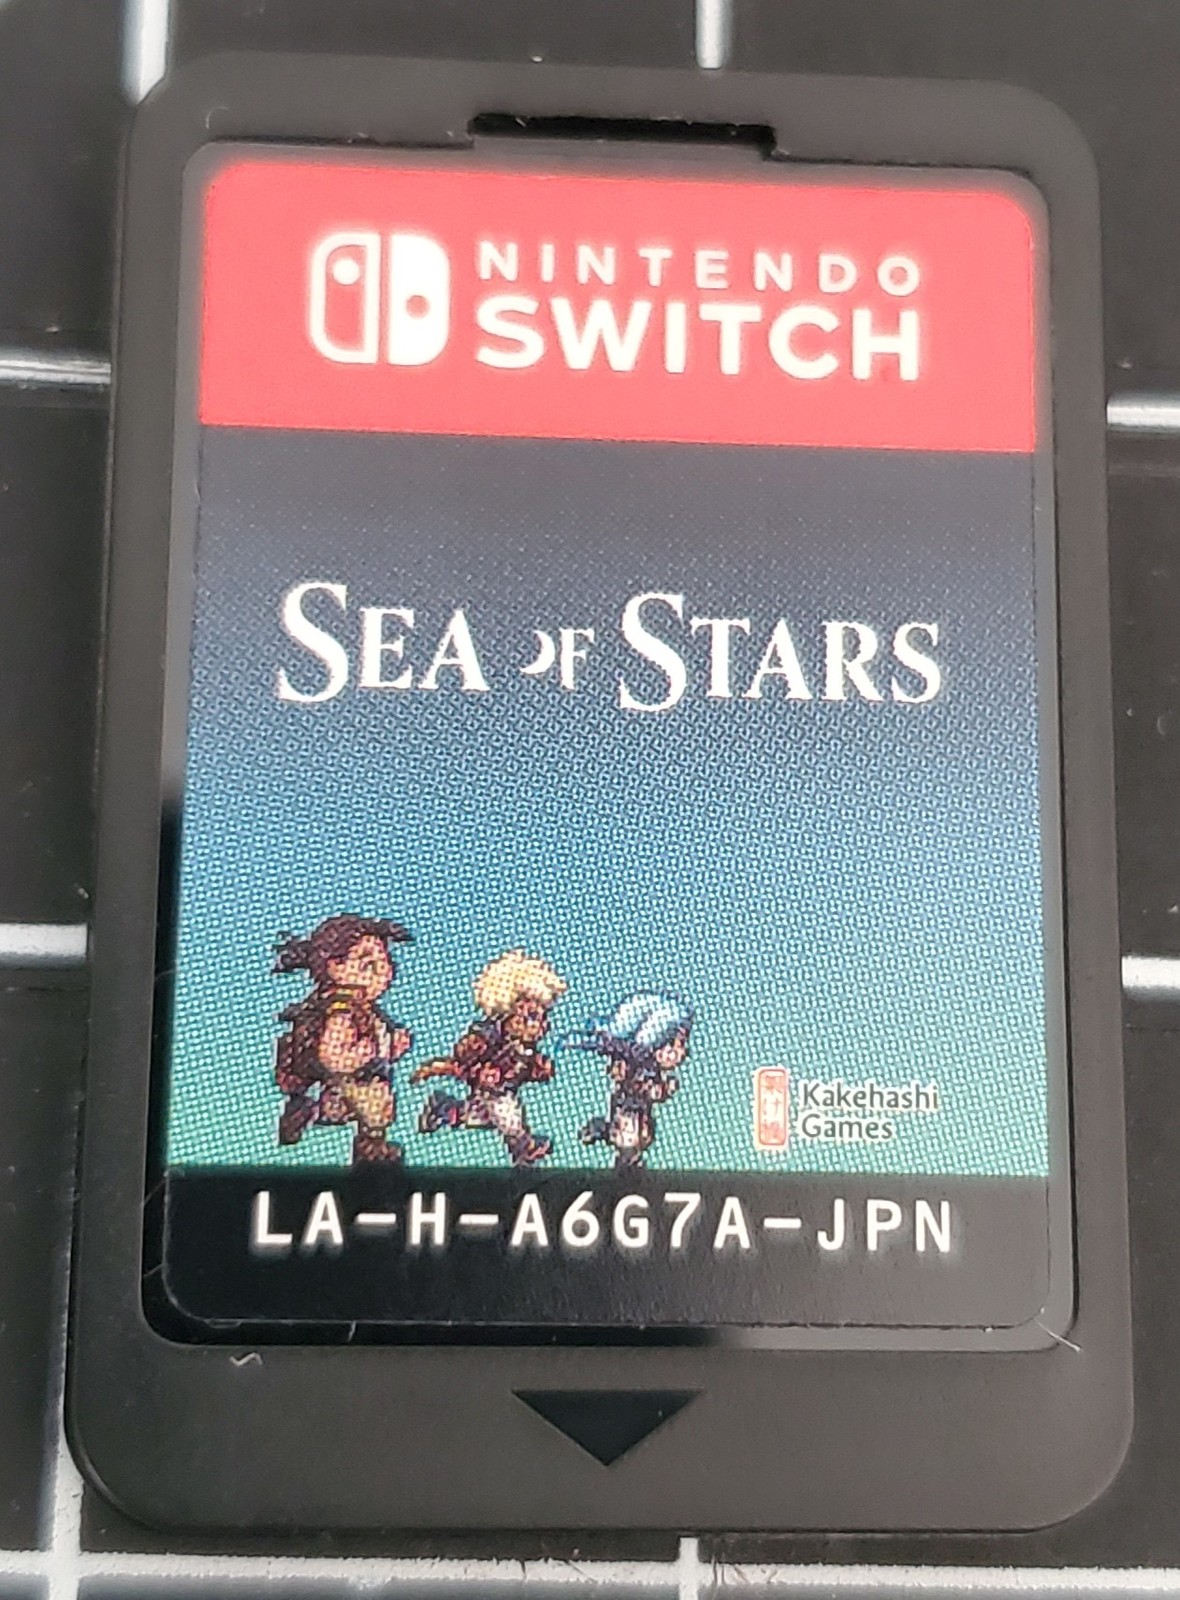 NINTENDO
SWITCH
SEA OF STARS
Kakehashi
Games
LA-H-A6G7A-JPN